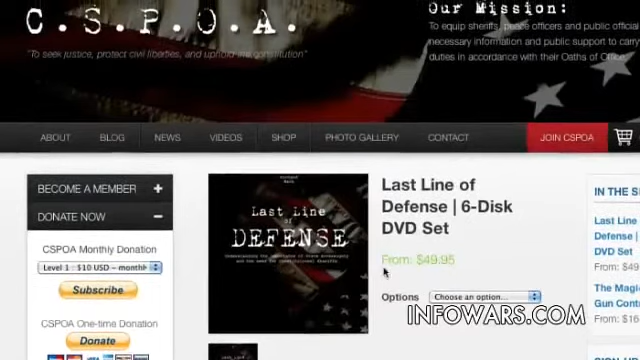 C.S.P.O.A.
"To seek justice, protect civil liberties, and uphold the constitution"
Our Mission:
To equip sheriffs, peace officers and public official
necessary information and public support to carry
duties in accordance with their Oaths of Office.
ABOUT
BLOG
NEWS
VIDEOS
SHOP
PHOTO GALLERY
CONTACT
JOIN CSPOA
BECOME A MEMBER +
DONATE NOW −
CSPOA Monthly Donation
Level 1 : $10 USD – month
Subscribe
CSPOA One-time Donation
Donate
Last Line
of
DEFENSE
Last Line of
Defense | 6-Disk
DVD Set
From: $49.95
Options
Choose an option...
IN THE S
Last Line
Defense |
DVD Set
From: $49
The Magic
Gun Contr
From: $16
INFOWARS.COM